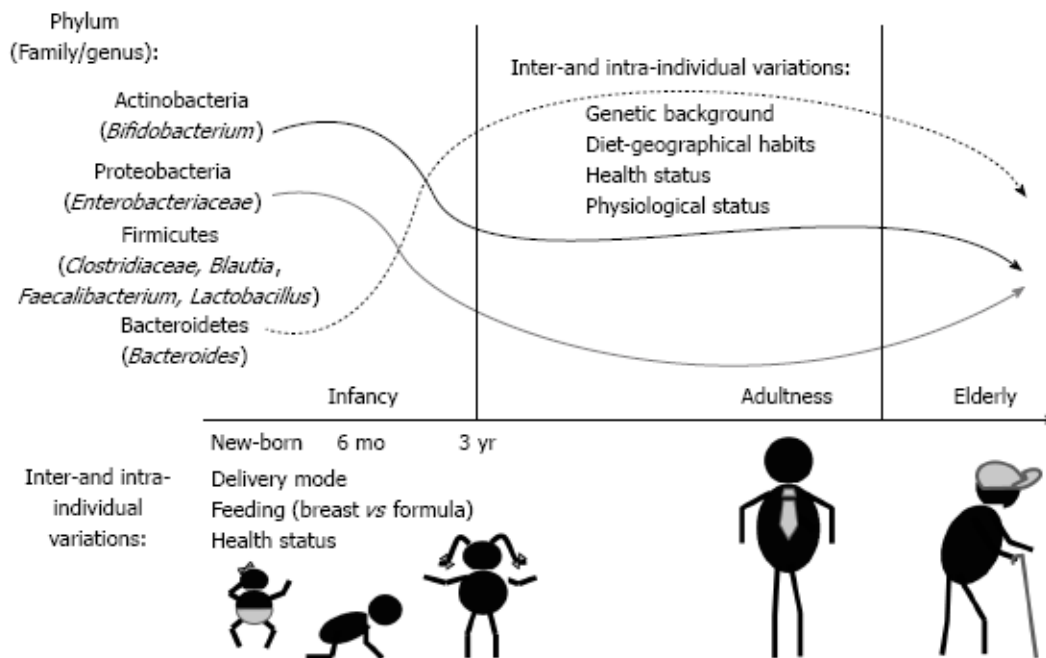 Phylum
(Family/genus):
Actinobacteria
(Bifidobacterium)
Proteobacteria
(Enterobacteriaceae)
Firmicutes
(Clostridiaceae, Blautia,
Faecalibacterium, Lactobacillus)
Bacteroidetes
(Bacteroides)
Inter-and intra-individual variations:
Genetic background
Diet-geographical habits
Health status
Physiological status
Infancy
Adultness
Elderly
New-born 6 mo 3 yr
Inter-and intra-
individual
variations:
Delivery mode
Feeding (breast vs formula)
Health status